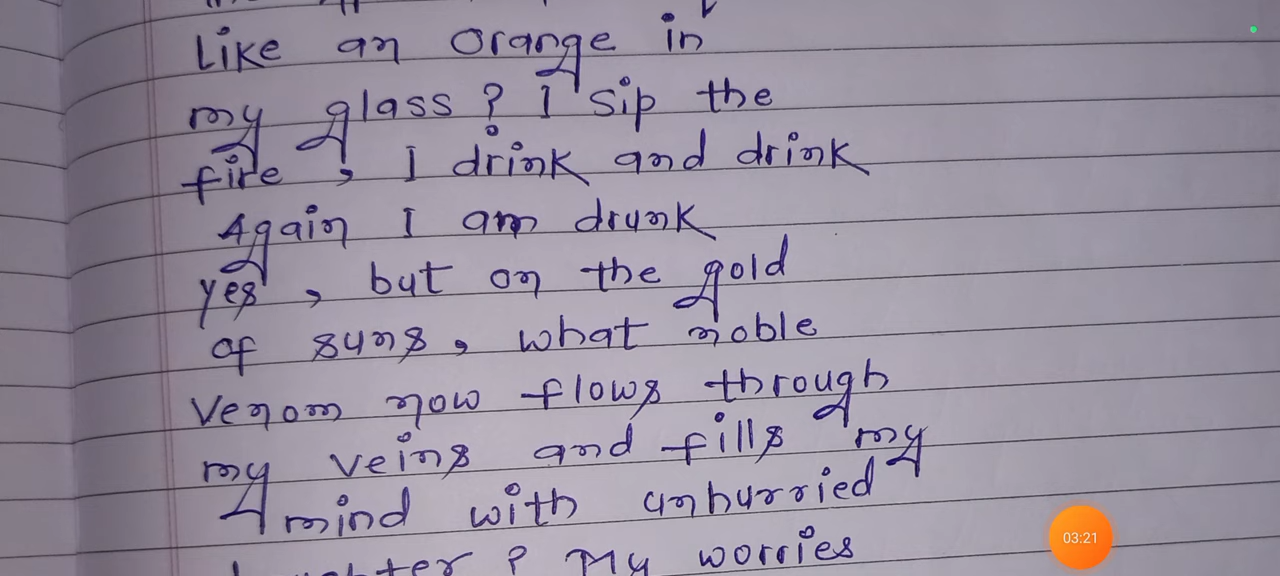 Like an orange in
my glass? I sip the
fire, I drink and drink
Again I am drunk
yes, but on the gold
of suns, what noble
venom now flows through
my veins and fills my
mind with unhurried
? My worries
03:21